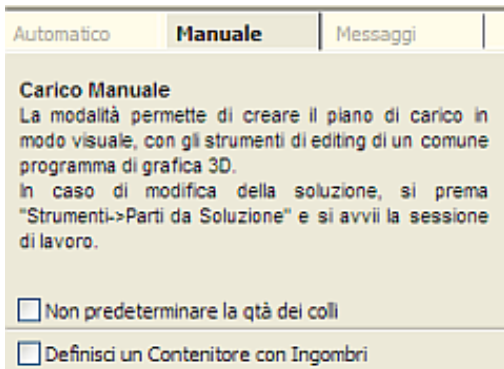 Automatico Manuale Messaggi
Carico Manuale
La modalità permette di creare il piano di carico in
modo visuale, con gli strumenti di editing di un comune
programma di grafica 3D.
In caso di modifica della soluzione, si prema
"Strumenti->Parti da Soluzione" e si avvii la sessione
di lavoro.
Non predeterminare la qtà dei colli
Definisci un Contenitore con Ingombri